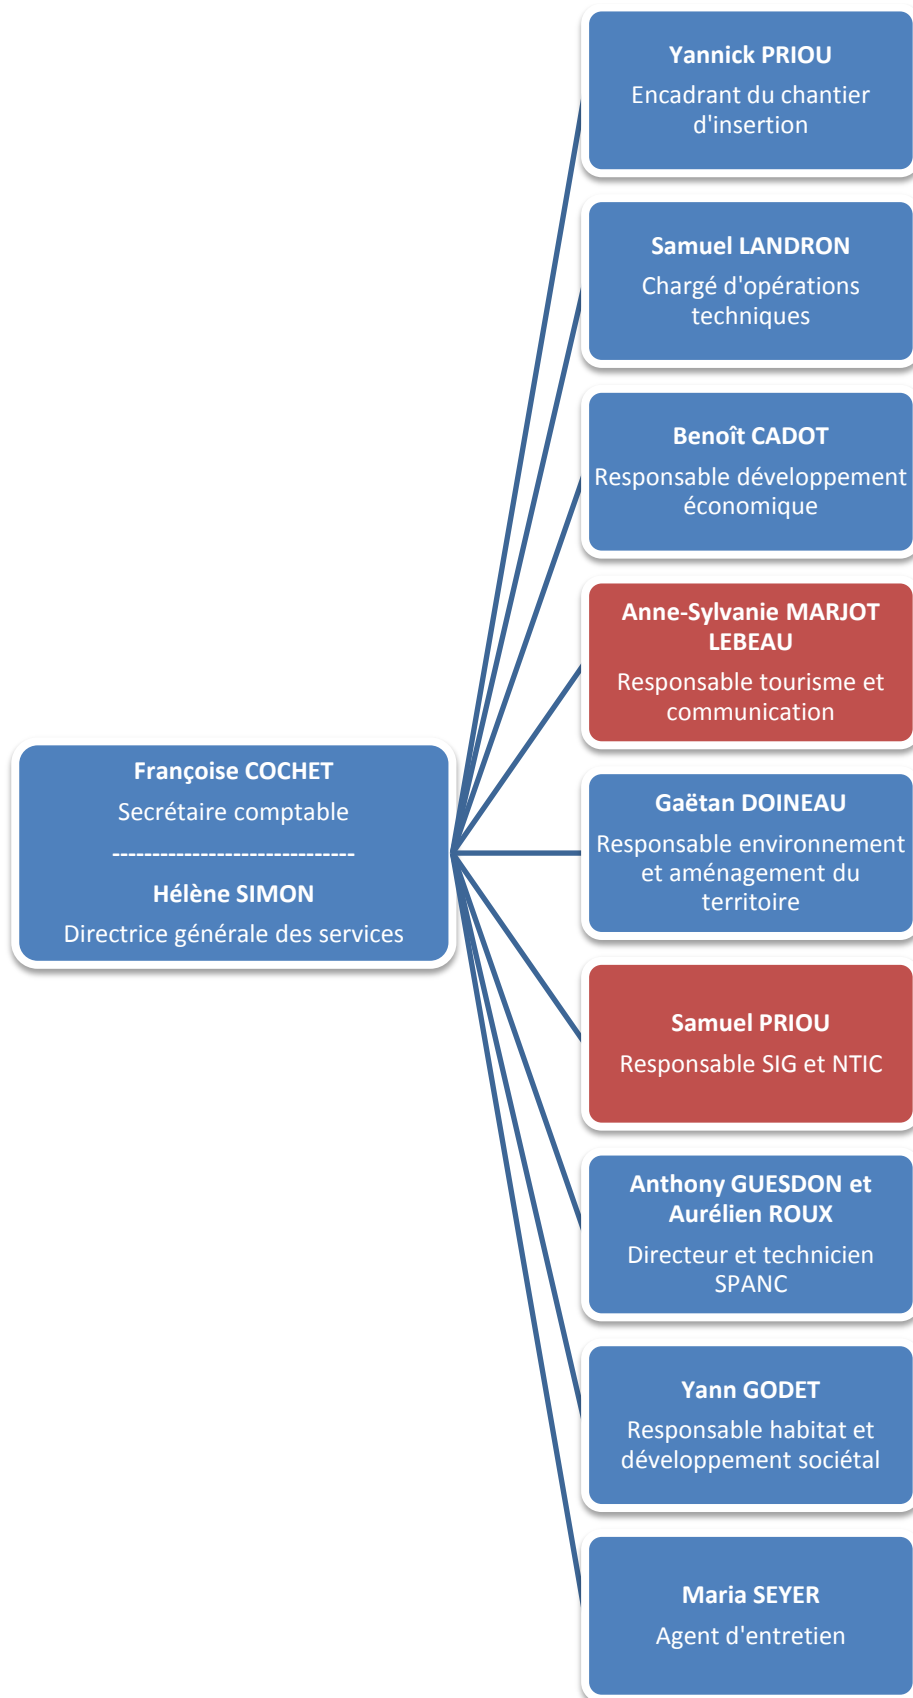 Yannick PRIOU
Encadrant du chantier
d'insertion
Samuel LANDRON
Chargé d'opérations
techniques
Benoît CADOT
Responsable développement
économique
Anne-Sylvanie MARJOT
LEBEAU
Responsable tourisme et
communication
Françoise COCHET
Secrétaire comptable
------------------------------
Hélène SIMON
Directrice générale des services
Gaëtan DOINEAU
Responsable environnement
et aménagement du
territoire
Samuel PRIOU
Responsable SIG et NTIC
Anthony GUESDON et
Aurélien ROUX
Directeur et technicien
SPANC
Yann GODET
Responsable habitat et
développement sociétal
Maria SEYER
Agent d'entretien